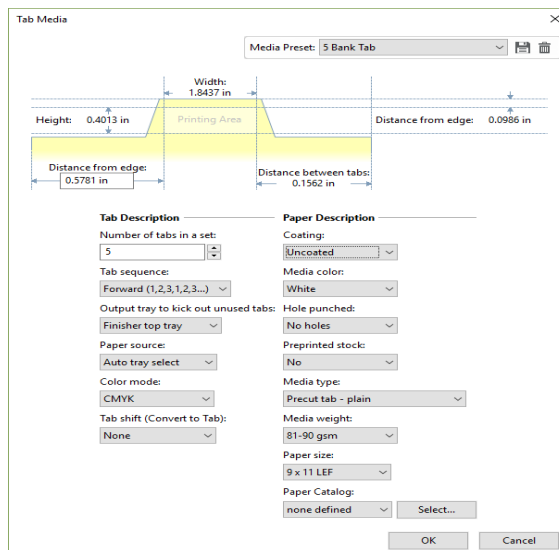 Tab Media
Media Preset: 5 Bank Tab
Width:
1.8437 in
Height: 0.4013 in
Printing Area
Distance from edge: 0.0986 in
Distance from edge:
0.5781 in
Distance between tabs:
0.1562 in
Tab Description
Number of tabs in a set:
5
Tab sequence:
Forward (1,2,3,1,2,3...)
Output tray to kick out unused tabs:
Finisher top tray
Paper source:
Auto tray select
Color mode:
CMYK
Tab shift (Convert to Tab):
None
Paper Description
Coating:
Uncoated
Media color:
White
Hole punched:
No holes
Preprinted stock:
No
Media type:
Precut tab - plain
Media weight:
81-90 gsm
Paper size:
9 x 11 LEF
Paper Catalog:
none defined
Select...
OK
Cancel